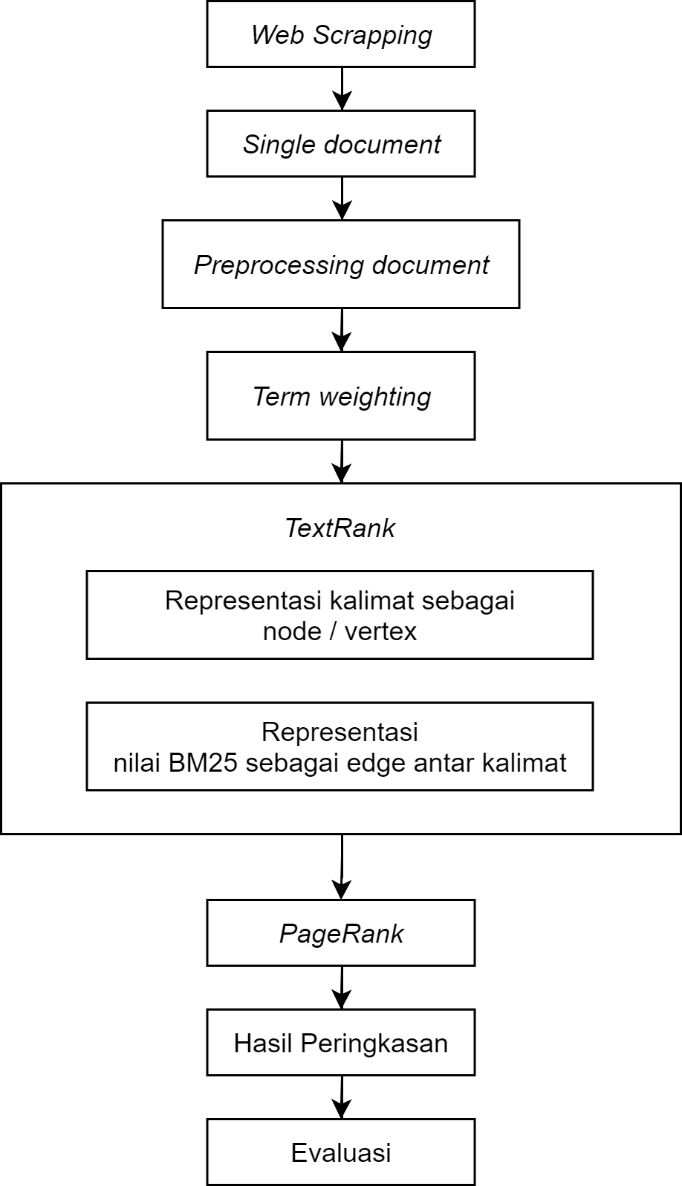 Web Scrapping
Single document
Preprocessing document
Term weighting
TextRank
Representasi kalimat sebagai
node / vertex
Representasi
nilai BM25 sebagai edge antar kalimat
PageRank
Hasil Peringkasan
Evaluasi